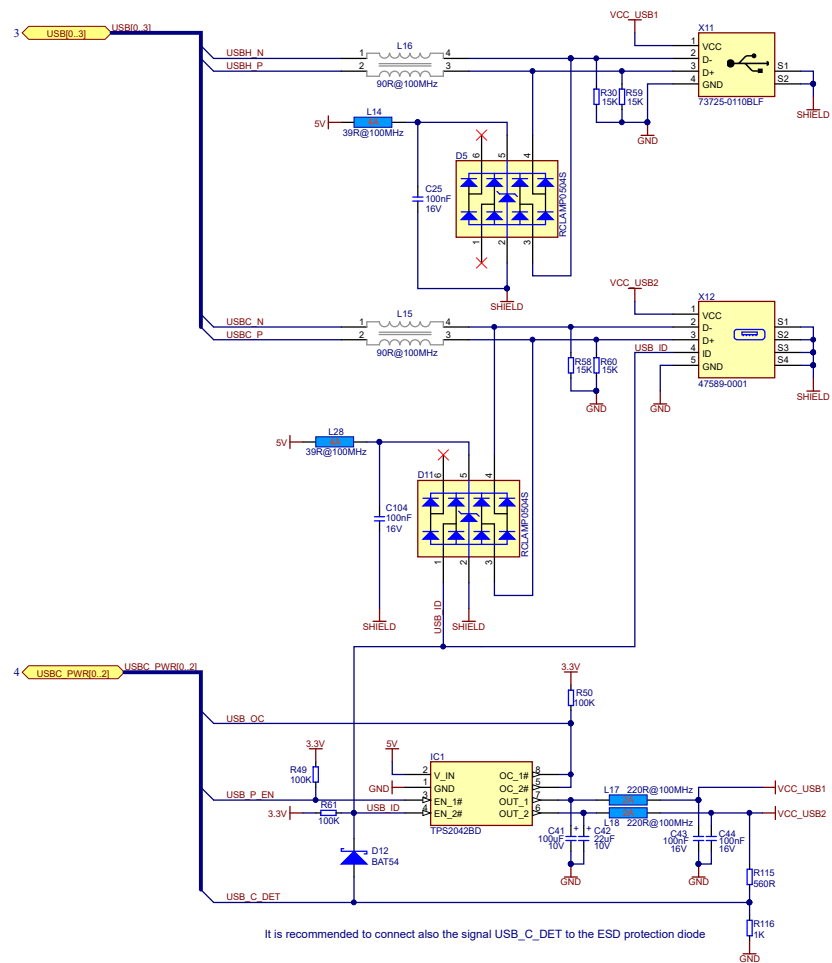 3 USB[0..3] USB[0..3]
USBH_N
USBH_P
1 L16 4
2 3
90R@100MHz
VCC_USB1
X11
1 VCC
2 D-
3 D+
4 GND
S1
S2
73725-0110BLF
SHIELD
R30 R59
15K 15K
GND
5V L14
39R@100MHz
C25
100nF
16V
D5
6 5 4
1 2 3
RCLAMP0504S
SHIELD
USBC_N
USBC_P
1 L15 4
2 3
90R@100MHz
VCC_USB2
X12
1 VCC
2 D-
3 D+
4 ID
5 GND
S1
S2
S3
S4
47589-0001
SHIELD
USB_ID
R58 R60
15K 15K
GND
GND
5V L28
39R@100MHz
C104
100nF
16V
D11
6 5 4
1 2 3
RCLAMP0504S
SHIELD
USB_ID
SHIELD
4 USBC_PWR[0..2] USBC_PWR[0..2]
3.3V
R50
100K
USB_OC
3.3V
R49
100K
5V
GND
IC1
2 V_IN
1 GND
3 EN_1#
4 EN_2#
OC_1# 8
OC_2# 5
OUT_1 7
OUT_2 6
TPS2042BD
USB_P_EN
3.3V R61
100K
USB_ID
L17 220R@100MHz
L18 220R@100MHz
VCC_USB1
VCC_USB2
C41
100uF
10V
+
+
C42
22uF
10V
GND
C43
100nF
16V
C44
100nF
16V
GND
D12
BAT54
R115
560R
USB_C_DET
R116
1K
GND
It is recommended to connect also the signal USB_C_DET to the ESD protection diode